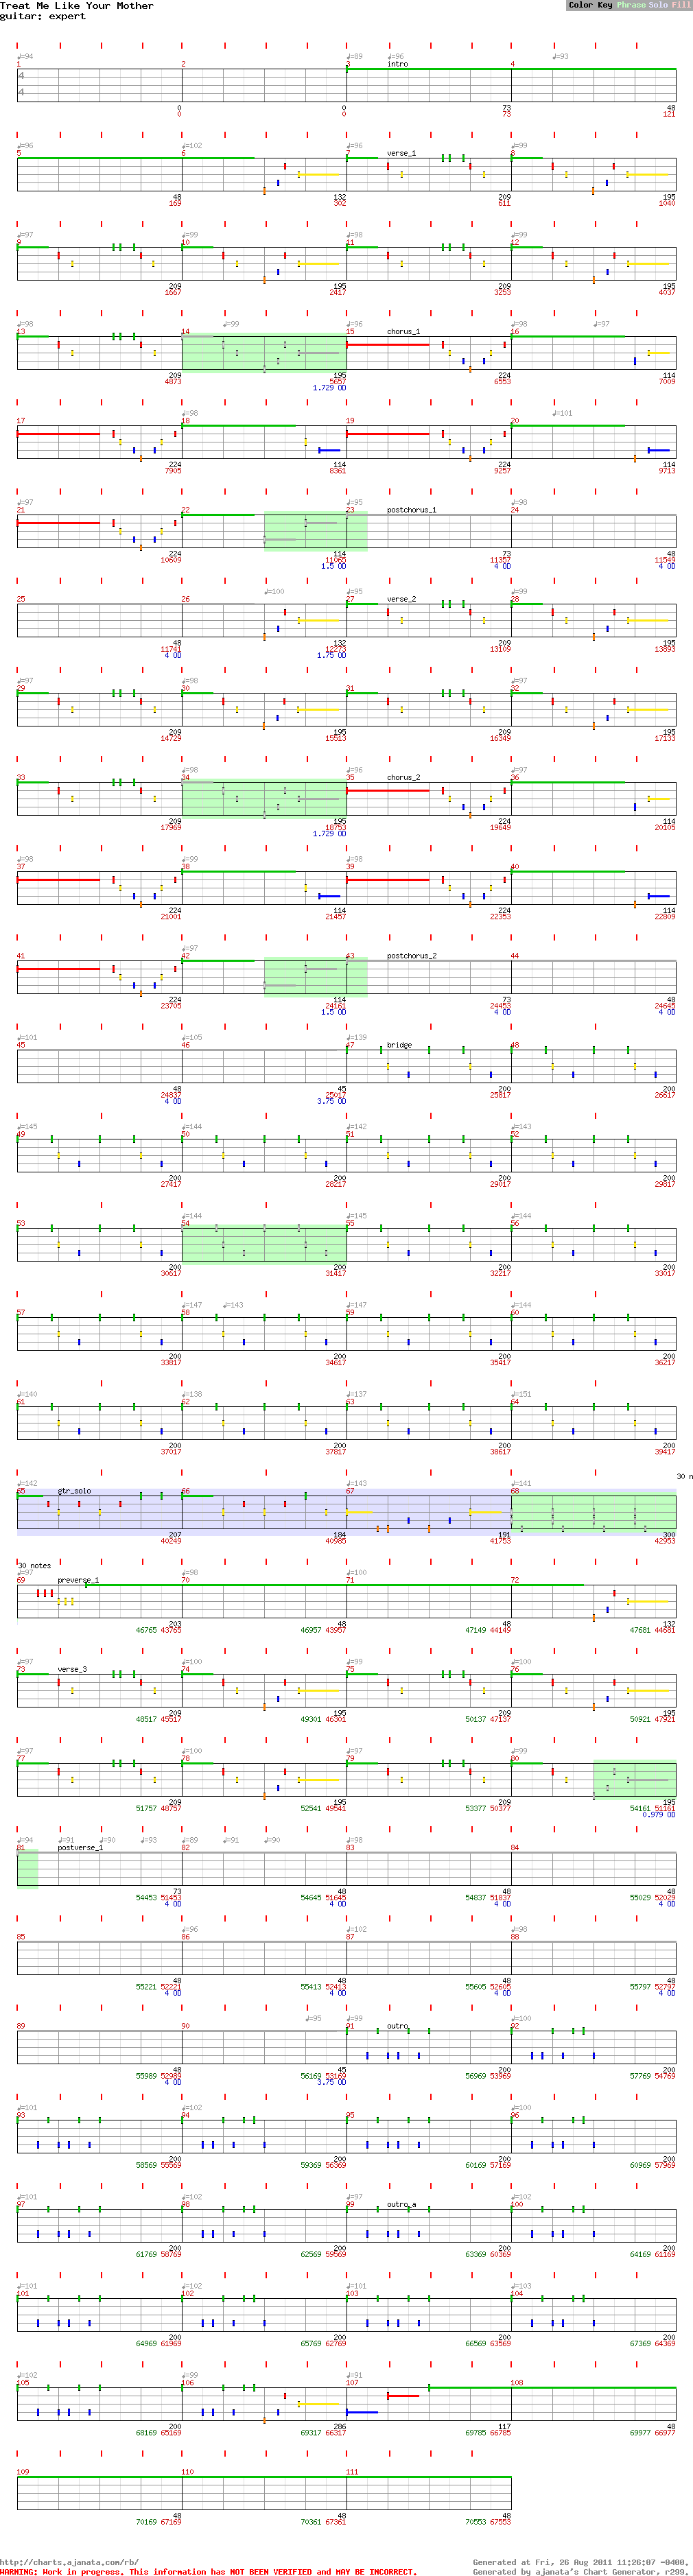 Treat Me Like Your Mother
guitar: expert
Color Key Phrase Solo Fill
♩=94 ♩=89 ♩=96 ♩=93
1 2 3 intro 4
4
4
0 0 73 48
0 0 73 121
♩=96 ♩=102 ♩=96 ♩=99
5 6 7 verse_1 8
48 132 209 195
169 302 611 1040
♩=97 ♩=99 ♩=98 ♩=99
9 10 11 12
209 195 209 195
1667 2417 3253 4037
♩=98 ♩=99 ♩=96 ♩=98 ♩=97
13 14 15 chorus_1 16
209 195 224 114
4873 5657 6553 7009
1.729 OD
♩=98 ♩=101
17 18 19 20
224 114 224 114
7905 8361 9257 9713
♩=97 ♩=95 ♩=98
21 22 23 postchorus_1 24
224 114 73 48
10609 11065 11357 11549
1.5 OD 4 OD 4 OD
♩=100 ♩=95 ♩=99
25 26 27 verse_2 28
48 132 209 195
11741 12273 13109 13893
4 OD 1.75 OD
♩=97 ♩=98 ♩=97
29 30 31 32
209 195 209 195
14729 15513 16349 17133
♩=98 ♩=96 ♩=97
33 34 35 chorus_2 36
209 195 224 114
17969 18753 19649 20105
1.729 OD
♩=98 ♩=99 ♩=98
37 38 39 40
224 114 224 114
21001 21457 22353 22809
♩=97
41 42 43 postchorus_2 44
224 114 73 48
23705 24161 24453 24645
1.5 OD 4 OD 4 OD
♩=101 ♩=105 ♩=139
45 46 47 bridge 48
48 45 200 200
24837 25017 25817 26617
4 OD 3.75 OD
♩=145 ♩=144 ♩=142 ♩=143
49 50 51 52
200 200 200 200
27417 28217 29017 29817
♩=144 ♩=145 ♩=144
53 54 55 56
200 200 200 200
30617 31417 32217 33017
♩=147 ♩=143 ♩=147 ♩=144
57 58 59 60
200 200 200 200
33817 34617 35417 36217
♩=140 ♩=138 ♩=137 ♩=151
61 62 63 64
200 200 200 200
37017 37817 38617 39417
30 n
♩=142 ♩=143 ♩=141
65 gtr_solo 66 67 68
207 184 191 300
40249 40985 41753 42953
30 notes
♩=97 ♩=98 ♩=100
69 preverse_1 70 71 72
203 48 48 132
46765 43765 46957 43957 47149 44149 47681 44681
♩=97 ♩=100 ♩=99 ♩=100
73 verse_3 74 75 76
209 195 209 195
48517 45517 49301 46301 50137 47137 50921 47921
♩=97 ♩=100 ♩=97 ♩=99
77 78 79 80
209 195 209 195
51757 48757 52541 49541 53377 50377 54161 51161
0.979 OD
♩=94 ♩=91 ♩=90 ♩=93 ♩=89 ♩=91 ♩=90 ♩=98
81 postverse_1 82 83 84
73 48 48 48
54453 51453 54645 51645 54837 51837 55029 52029
4 OD 4 OD 4 OD 4 OD
♩=96 ♩=102 ♩=98
85 86 87 88
48 48 48 48
55221 52221 55413 52413 55605 52605 55797 52797
4 OD 4 OD 4 OD 4 OD
♩=95 ♩=99 ♩=100
89 90 91 outro 92
48 45 200 200
55989 52989 56169 53169 56969 53969 57769 54769
4 OD 3.75 OD
♩=101 ♩=102 ♩=100
93 94 95 96
200 200 200 200
58569 55569 59369 56369 60169 57169 60969 57969
♩=101 ♩=102 ♩=97 ♩=102
97 98 99 outro_a 100
200 200 200 200
61769 58769 62569 59569 63369 60369 64169 61169
♩=101 ♩=102 ♩=101 ♩=103
101 102 103 104
200 200 200 200
64969 61969 65769 62769 66569 63569 67369 64369
♩=102 ♩=99 ♩=91
105 106 107 108
200 286 117 48
68169 65169 69317 66317 69785 66785 69977 66977
109 110 111
48 48 48
70169 67169 70361 67361 70553 67553
http://charts.ajanata.com/rb/ Generated at Fri, 26 Aug 2011 11:26:07 -0400.
WARNING: Work in progress. This information has NOT BEEN VERIFIED and MAY BE INCORRECT. Generated by ajanata's Chart Generator, r299.